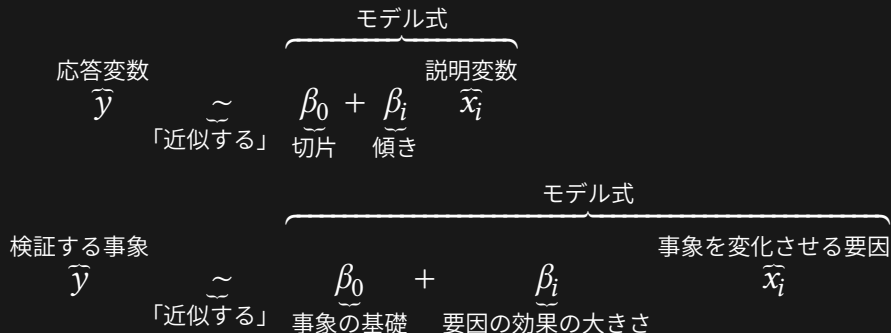 モデル式
応答変数 説明変数
y ~ β0 + βi xi
「近似する」 切片 傾き
モデル式
検証する事象 事象を変化させる要因
y ~ β0 + βi xi
「近似する」 事象の基礎 要因の効果の大きさ